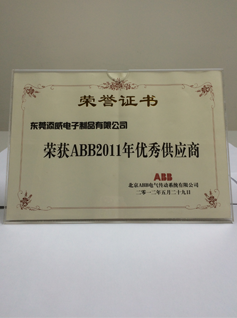 荣誉证书
东莞添威电子制品有限公司
荣获ABB2011年优秀供应商
ABB
北京ABB电气传动系统有限公司
二零一二年五月二十九日